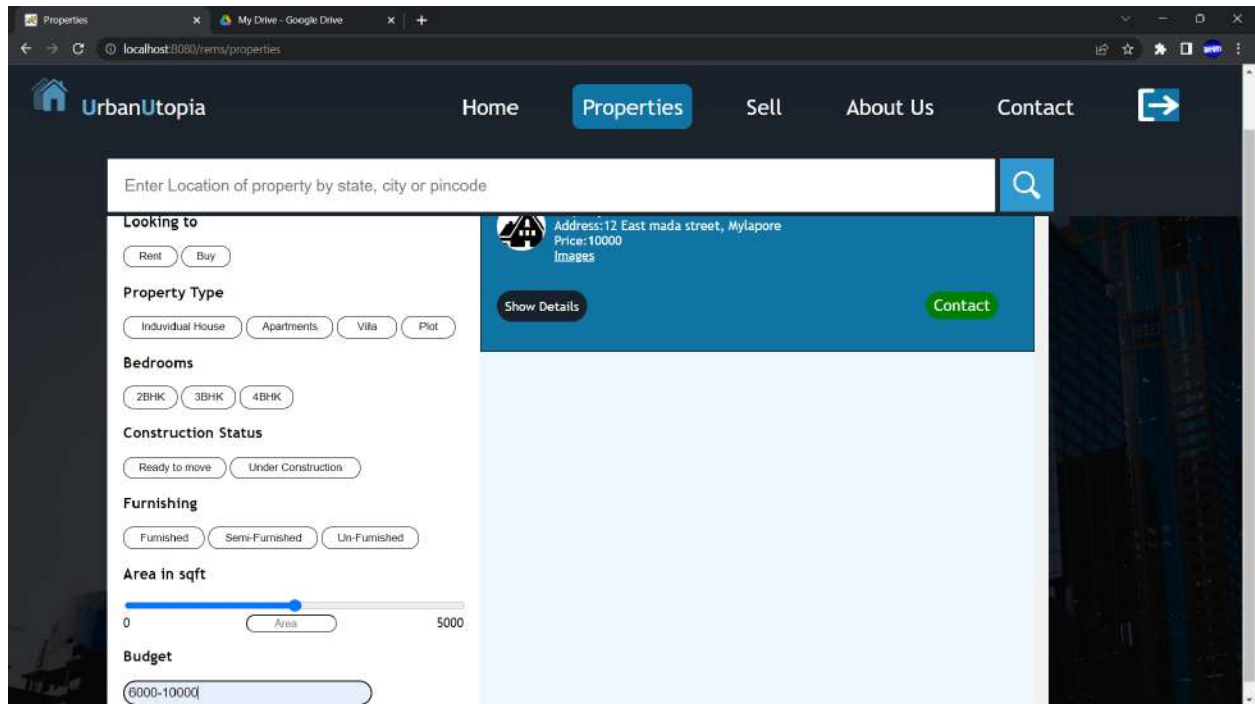 Properties
My Drive - Google Drive
localhost:8080/rems/properties
UrbanUtopia
Home
Properties
Sell
About Us
Contact
Enter Location of property by state, city or pincode
Looking to
Rent
Buy
Property Type
Induvidual House
Apartments
Villa
Plot
Bedrooms
2BHK
3BHK
4BHK
Construction Status
Ready to move
Under Construction
Furnishing
Furnished
Semi-Furnished
Un-Furnished
Area in sqft
0
Area
5000
Budget
6000-10000
Address:12 East mada street, Mylapore
Price:10000
Images
Show Details
Contact